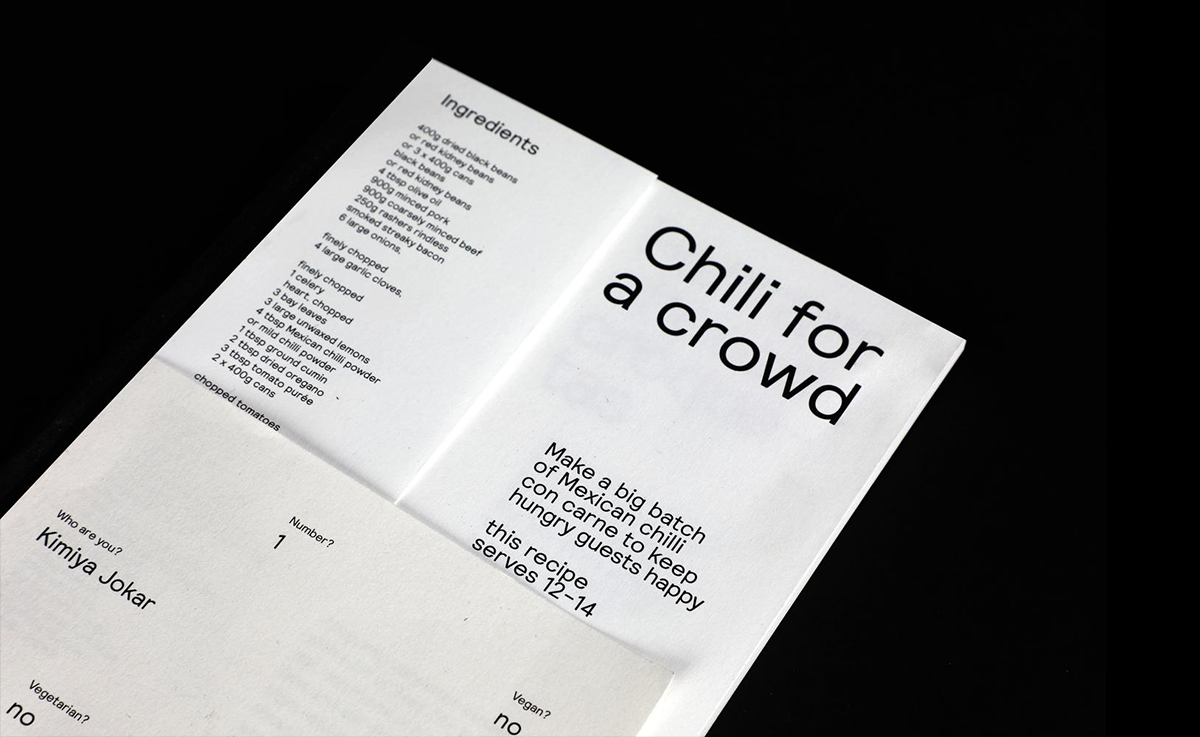 Ingredients
400g dried black beans
or red kidney beans
or 3 x 400g cans
black beans
or red kidney beans
4 tbsp olive oil
900g minced pork
900g coarsely minced beef
250g rashers rindless
smoked streaky bacon
6 large onions,
finely chopped
4 large garlic cloves,
finely chopped
1 celery
heart, chopped
3 bay leaves
3 large unwaxed lemons
4 tbsp Mexican chilli powder
or mild chilli powder
1 tbsp ground cumin
2 tbsp dried oregano
3 tbsp tomato purée
2 x 400g cans
chopped tomatoes
Chili for
a crowd
Make a big batch
of Mexican chilli
con carne to keep
hungry guests happy
this recipe
serves 12–14
Who are you?
Kimiya Jokar
Number?
1
Vegetarian?
no
Vegan?
no